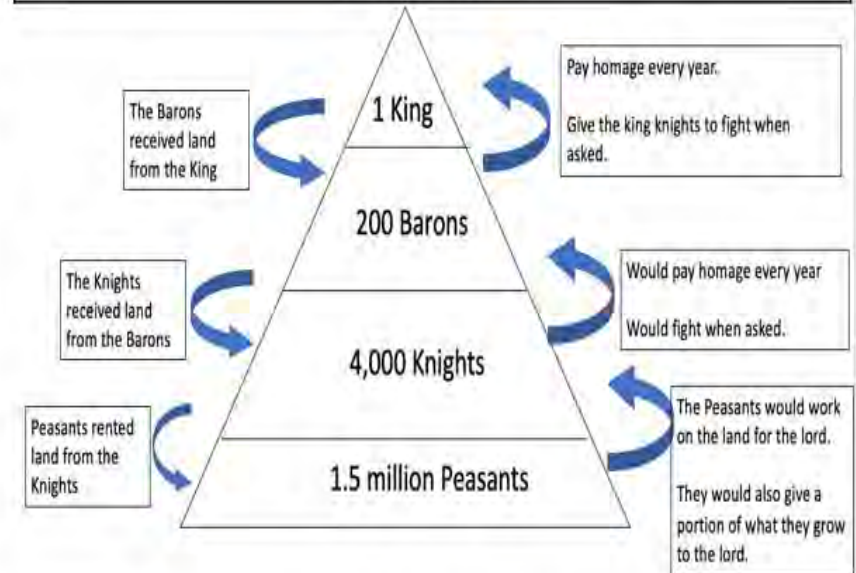 1 King
The Barons
received land
from the King
Pay homage every year.
Give the king knights to fight when
asked.
200 Barons
The Knights
received land
from the Barons
Would pay homage every year
Would fight when asked.
4,000 Knights
Peasants rented
land from the
Knights
The Peasants would work
on the land for the lord.
They would also give a
portion of what they grow
to the lord.
1.5 million Peasants